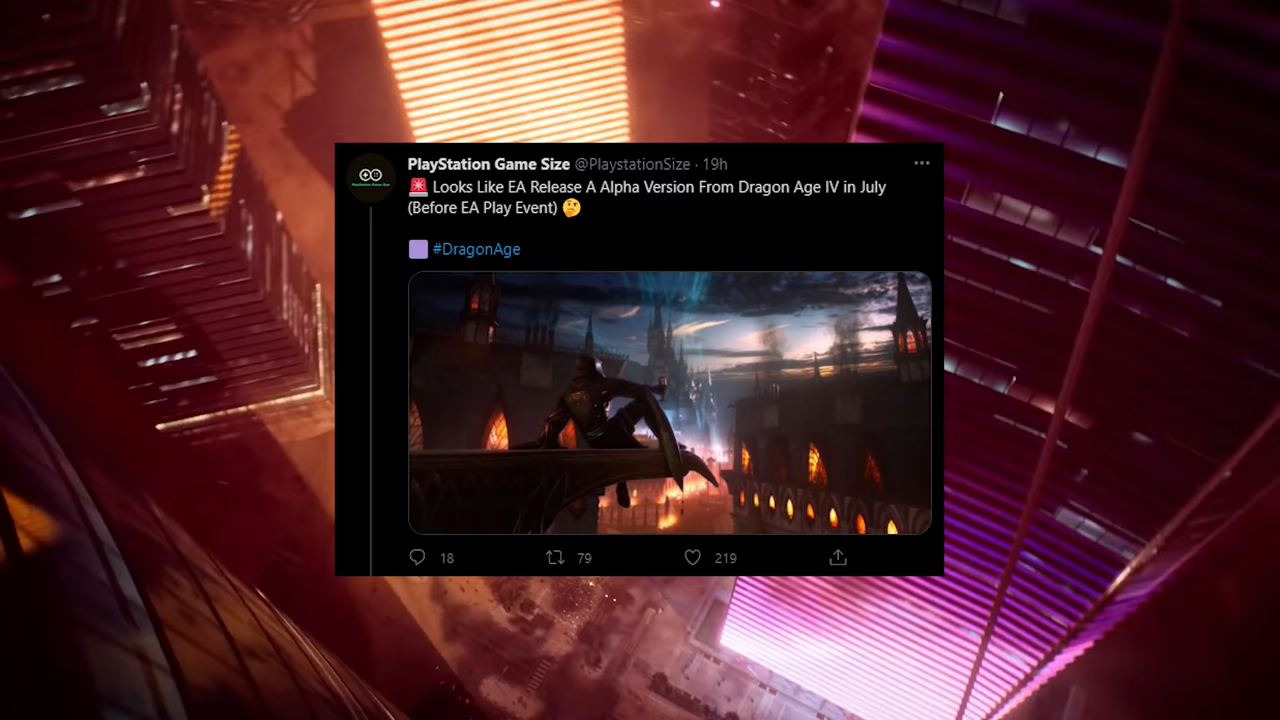 PlayStation Game Size @PlaystationSize · 19h
🚨 Looks Like EA Release A Alpha Version From Dragon Age IV in July
(Before EA Play Event) 🤔
🟪 #DragonAge
18 79 219